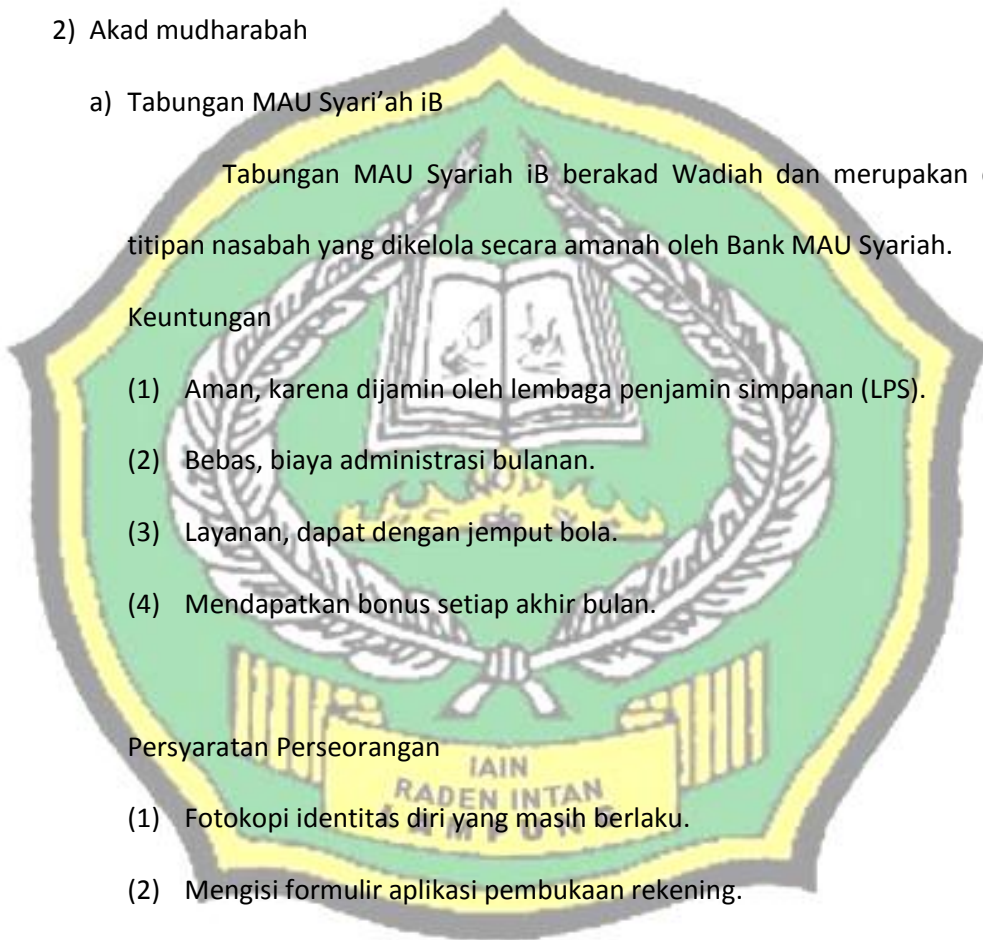 2) Akad mudharabah
a) Tabungan MAU Syari’ah iB
Tabungan MAU Syariah iB berakad Wadiah dan merupakan
titipan nasabah yang dikelola secara amanah oleh Bank MAU Syariah.
Keuntungan
(1) Aman, karena dijamin oleh lembaga penjamin simpanan (LPS).
(2) Bebas, biaya administrasi bulanan.
(3) Layanan, dapat dengan jemput bola.
(4) Mendapatkan bonus setiap akhir bulan.
Persyaratan Perseorangan
IAIN
RADEN INTAN
LAMPUNG
(1) Fotokopi identitas diri yang masih berlaku.
(2) Mengisi formulir aplikasi pembukaan rekening.